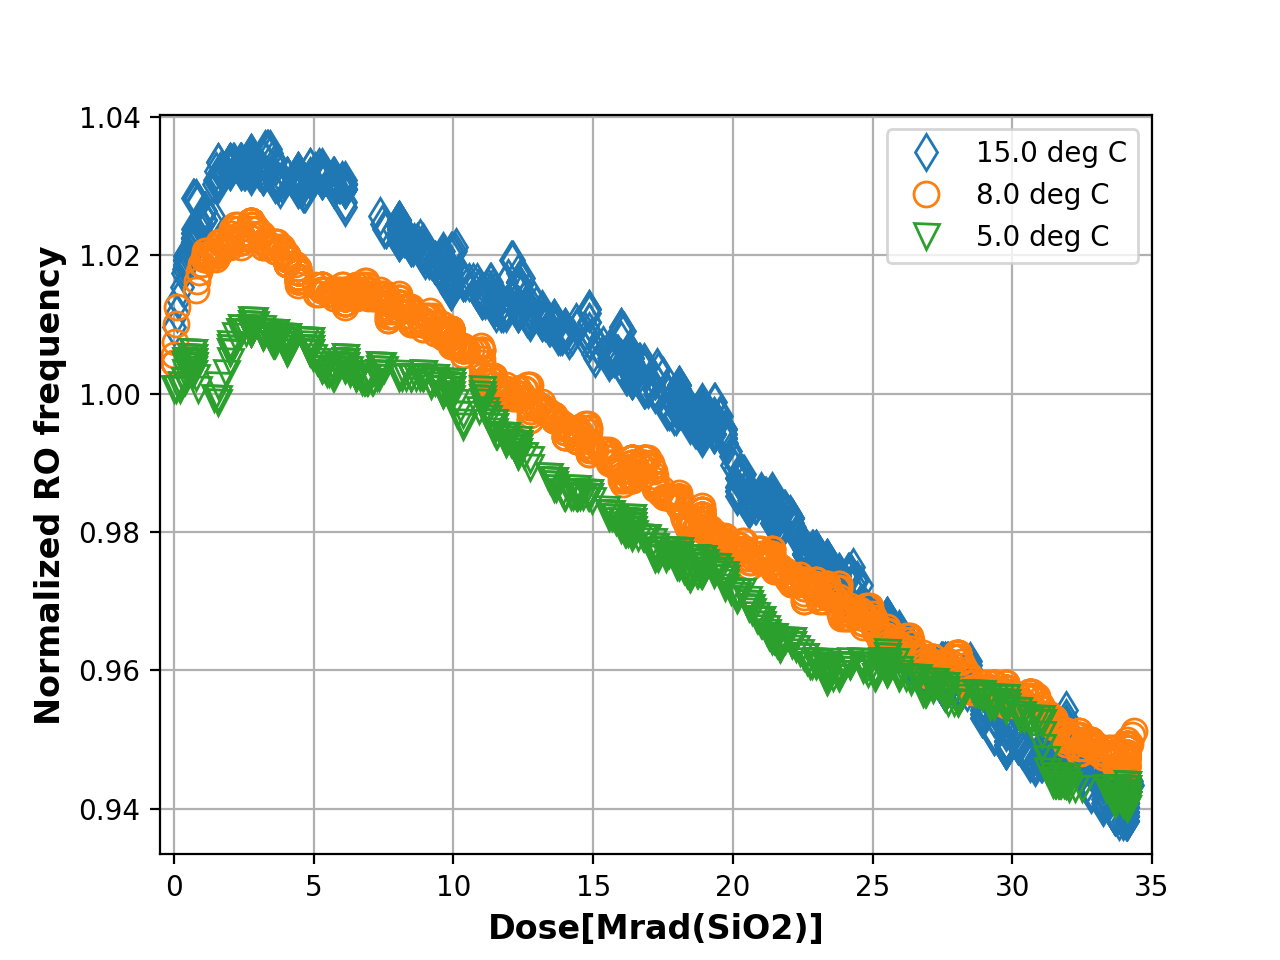 1.04
1.02
1.00
0.98
0.96
0.94
Normalized RO frequency
15.0 deg C
8.0 deg C
5.0 deg C
0 5 10 15 20 25 30 35
Dose[Mrad(SiO2)]